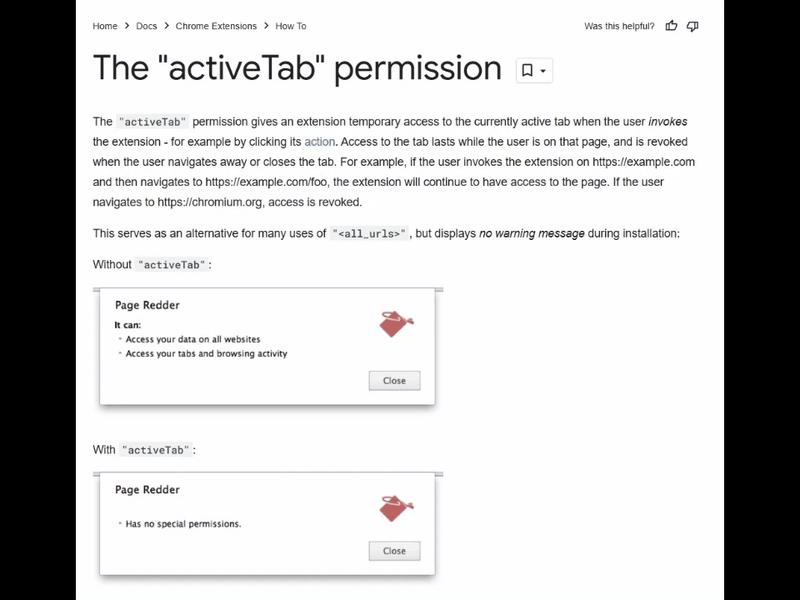 Home > Docs > Chrome Extensions > How To Was this helpful?
The "activeTab" permission
The "activeTab" permission gives an extension temporary access to the currently active tab when the user invokes
the extension - for example by clicking its action. Access to the tab lasts while the user is on that page, and is revoked
when the user navigates away or closes the tab. For example, if the user invokes the extension on https://example.com
and then navigates to https://example.com/foo, the extension will continue to have access to the page. If the user
navigates to https://chromium.org, access is revoked.
This serves as an alternative for many uses of "<all_urls>", but displays no warning message during installation:
Without "activeTab":
Page Redder
It can:
• Access your data on all websites
• Access your tabs and browsing activity
Close
With "activeTab":
Page Redder
• Has no special permissions.
Close